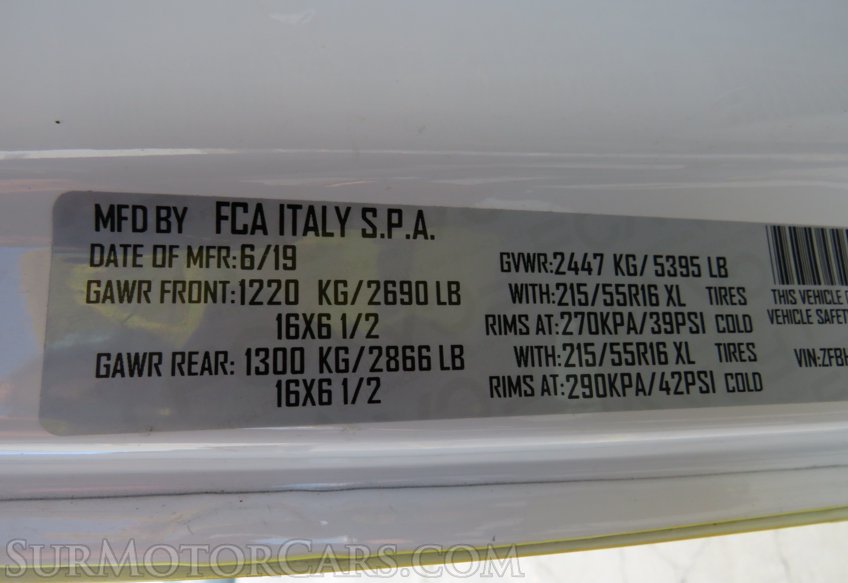 MFD BY FCA ITALY S.P.A.
DATE OF MFR:6/19 GVWR:2447 KG/5395 LB
GAWR FRONT:1220 KG/2690 LB WITH:215/55R16 XL TIRES THIS VEHICLE
16X6 1/2 RIMS AT:270KPA/39PSI COLD VEHICLE SAFETY
GAWR REAR: 1300 KG/2866 LB WITH:215/55R16 XL TIRES VIN:ZFB
16X6 1/2 RIMS AT:290KPA/42PSI COLD
SURMOTORCARS.COM